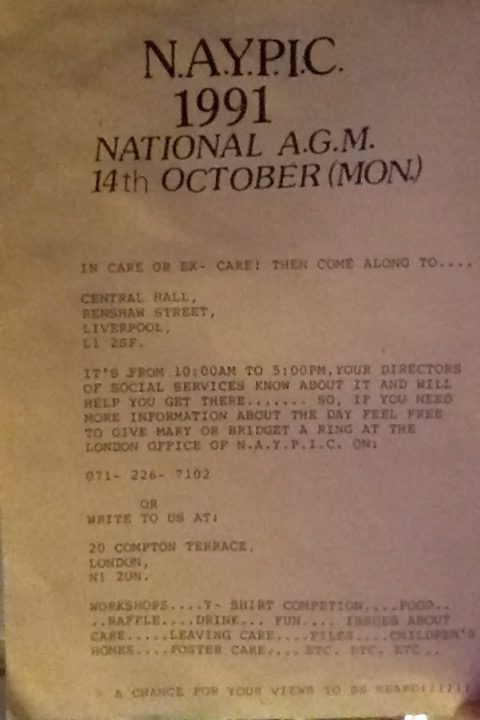 N.A.Y.P.I.C.
1991
NATIONAL A.G.M.
14th OCTOBER (MON.)
IN CARE OR EX- CARE! THEN COME ALONG TO....
CENTRAL HALL,
RENSHAW STREET,
LIVERPOOL,
L1 2SF.
IT'S FROM 10:00AM TO 5:00PM,YOUR DIRECTORS
OF SOCIAL SERVICES KNOW ABOUT IT AND WILL
HELP YOU GET THERE....... SO, IF YOU NEED
MORE INFORMATION ABOUT THE DAY FEEL FREE
TO GIVE MARY OR BRIDGET A RING AT THE
LONDON OFFICE OF N.A.Y.P.I.C. ON:
071- 226- 7102
OR
WRITE TO US AT:
20 COMPTON TERRACE,
LONDON,
N1 2UN.
WORKSHOPS....T- SHIRT COMPETION....FOOD..
..RAFFLE....DRINK... FUN.... ISSUES ABOUT
CARE.....LEAVING CARE....FILES....CHILDREN'S
HOMES....FOSTER CARE.... ETC. ETC. ETC ..
A CHANCE FOR YOUR VIEWS TO BE HEARD!!!!!!